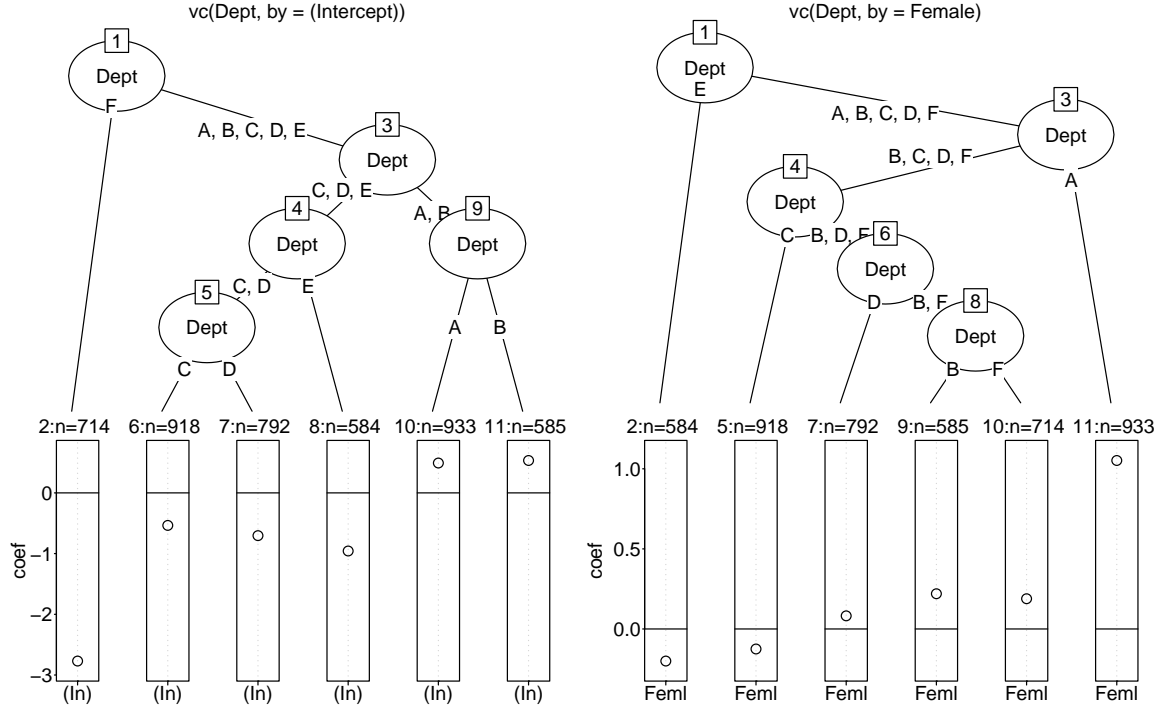 vc(Dept, by = (Intercept))
1
Dept
F
A, B, C, D, E
3
Dept
C, D, E
A, B
4
Dept
9
Dept
C, D
E
5
Dept
A
B
C
D
2:n=714
6:n=918
7:n=792
8:n=584
10:n=933
11:n=585
coef
0
−1
−2
−3
(In)
(In)
(In)
(In)
(In)
(In)
vc(Dept, by = Female)
1
Dept
E
A, B, C, D, F
3
Dept
B, C, D, F
A
4
Dept
C
B, D, F
6
Dept
D
B, F
8
Dept
B
F
2:n=584
5:n=918
7:n=792
9:n=585
10:n=714
11:n=933
coef
1.0
0.5
0.0
Feml
Feml
Feml
Feml
Feml
Feml